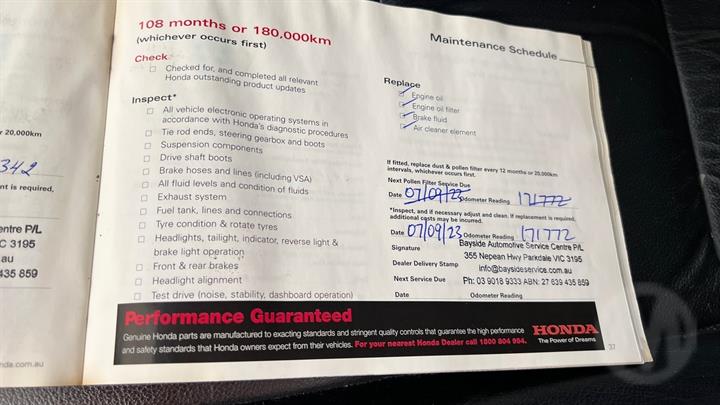 108 months or 180,000km
(whichever occurs first)
Maintenance Schedule
Check
Checked for, and completed all relevant
Honda outstanding product updates
Inspect*
All vehicle electronic operating systems in
accordance with Honda's diagnostic procedures
Tie rod ends, steering gearbox and boots
Suspension components
Drive shaft boots
Brake hoses and lines (including VSA)
All fluid levels and condition of fluids
Exhaust system
Fuel tank, lines and connections
Tyre condition & rotate tyres
Headlights, tailight, indicator, reverse light &
brake light operation
Front & rear brakes
Headlight alignment
Test drive (noise, stability, dashboard operation)
Replace
Engine oil
Engine oil filter
Brake fluid
Air cleaner element
If fitted, replace dust & pollen filter every 12 months or 20,000km
intervals, whichever occurs first.
Next Pollen Filter Service Due
Date 07/09/23 Odometer Reading 171772
*Inspect, and if necessary adjust and clean. If replacement is required,
additional costs may be incurred.
Date 07/09/23 Odometer Reading 171772
Signature
Bayside Automotive Service Centre P/L
355 Nepean Hwy Parkdale VIC 3195
Dealer Delivery Stamp
info@baysideservice.com.au
Next Service Due
Ph: 03 9018 9333 ABN: 27 639 435 859
Date Odometer Reading
Performance Guaranteed
Genuine Honda parts are manufactured to exacting standards and stringent quality controls that guarantee the high performance
and safety standards that Honda owners expect from their vehicles. For your nearest Honda Dealer call 1800 804 954.
HONDA
The Power of Dreams
37
r 20,000km
342
nt is required,
entre P/L
C 3195
au
435 859
nda.com.au